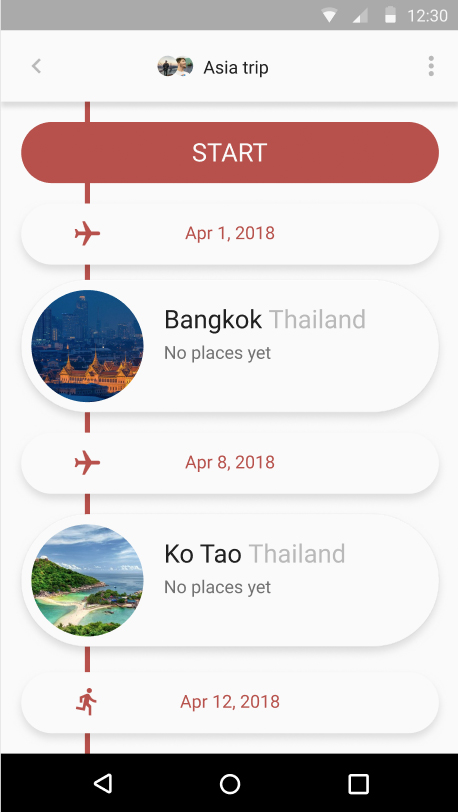 12:30
Asia trip
START
Apr 1, 2018
Bangkok Thailand
No places yet
Apr 8, 2018
Ko Tao Thailand
No places yet
Apr 12, 2018